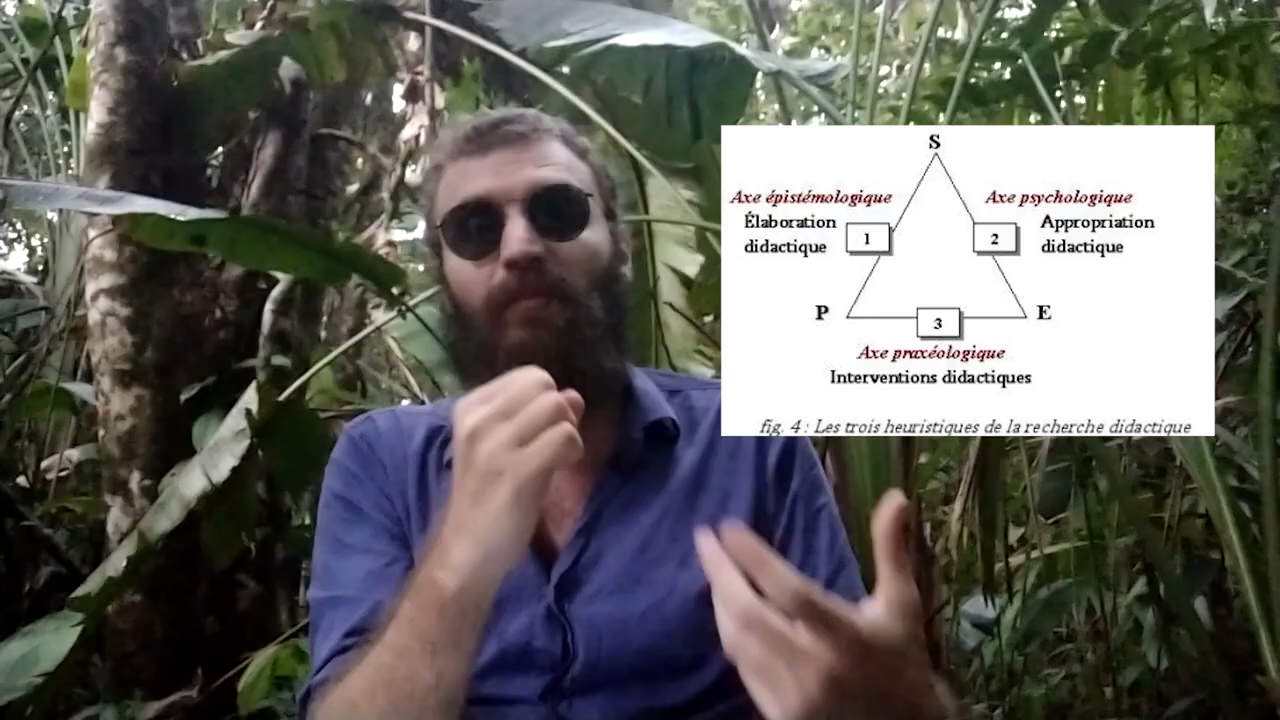 S
Axe épistémologique
Élaboration
didactique
1
Axe psychologique
Appropriation
didactique
2
P
E
3
Axe praxéologique
Interventions didactiques
fig. 4 : Les trois heuristiques de la recherche didactique